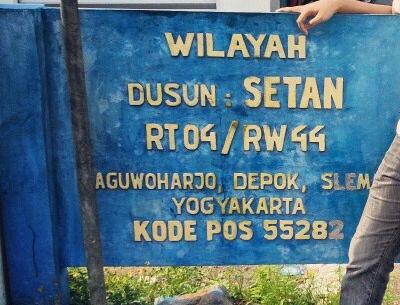 WILAYAH
DUSUN : SETAN
RT 04 / RW 44
AGUWOHARJO, DEPOK, SLEM
YOGYAKARTA
KODE POS 55282